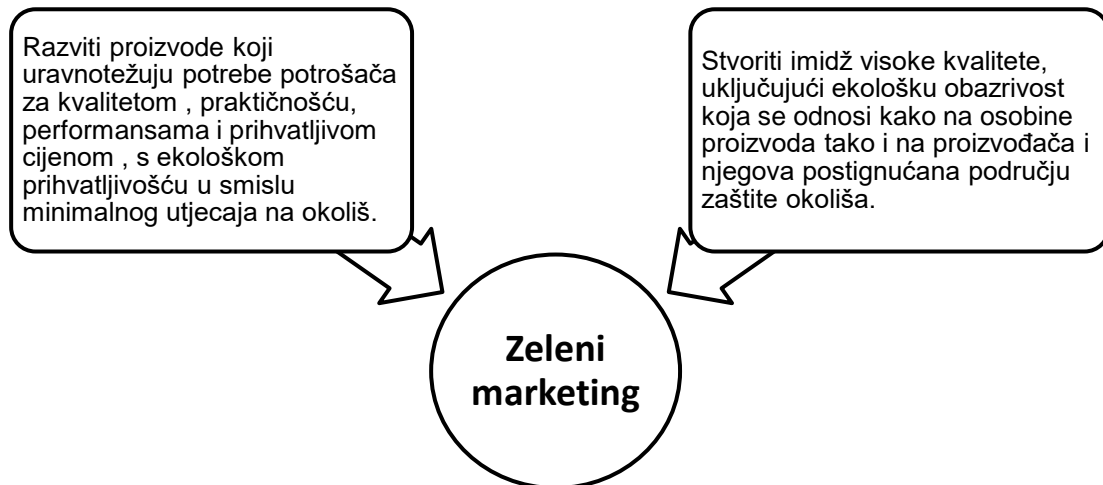 Razviti proizvode koji
uravnotežuju potrebe potrošača
za kvalitetom , praktičnošću,
performansama i prihvatljivom
cijenom , s ekološkom
prihvatljivošću u smislu
minimalnog utjecaja na okoliš.
Stvoriti imidž visoke kvalitete,
uključujući ekološku obazrivost
koja se odnosi kako na osobine
proizvoda tako i na proizvođača i
njegova postignućana području
zaštite okoliša.
Zeleni
marketing